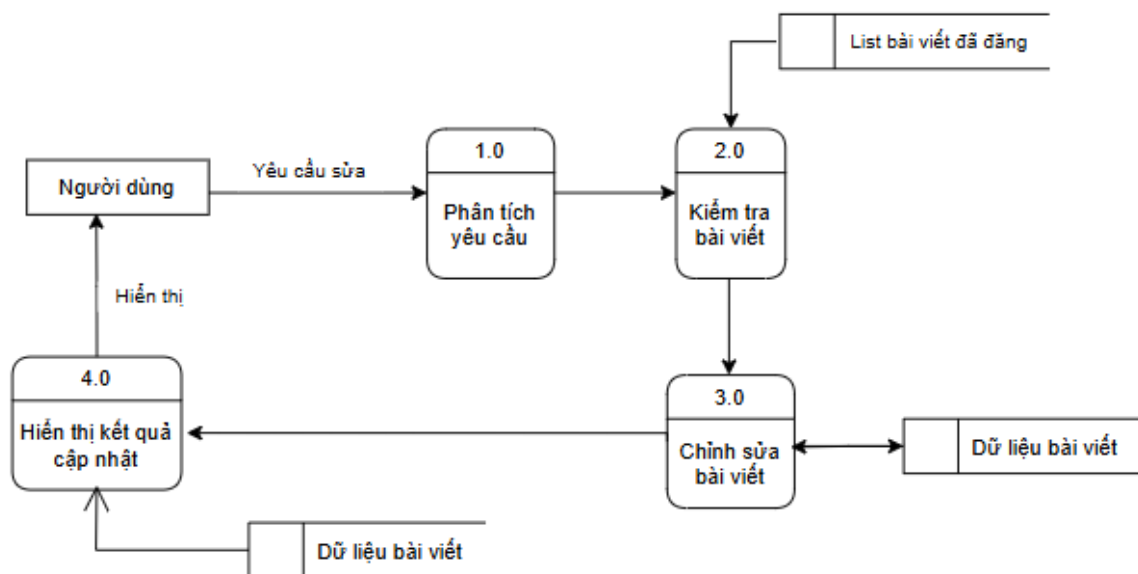 List bài viết đã đăng
1.0
Phân tích
yêu cầu
2.0
Kiểm tra
bài viết
Người dùng
Yêu cầu sửa
Hiển thị
4.0
Hiển thị kết quả
cập nhật
3.0
Chỉnh sửa
bài viết
Dữ liệu bài viết
Dữ liệu bài viết